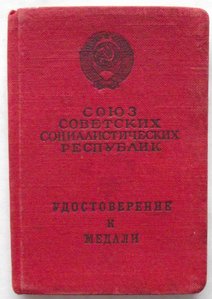 СОЮЗ
СОВЕТСКИХ
СОЦИАЛИСТИЧЕСКИХ
РЕСПУБЛИК
УДОСТОВЕРЕНИЕ
К
МЕДАЛИ